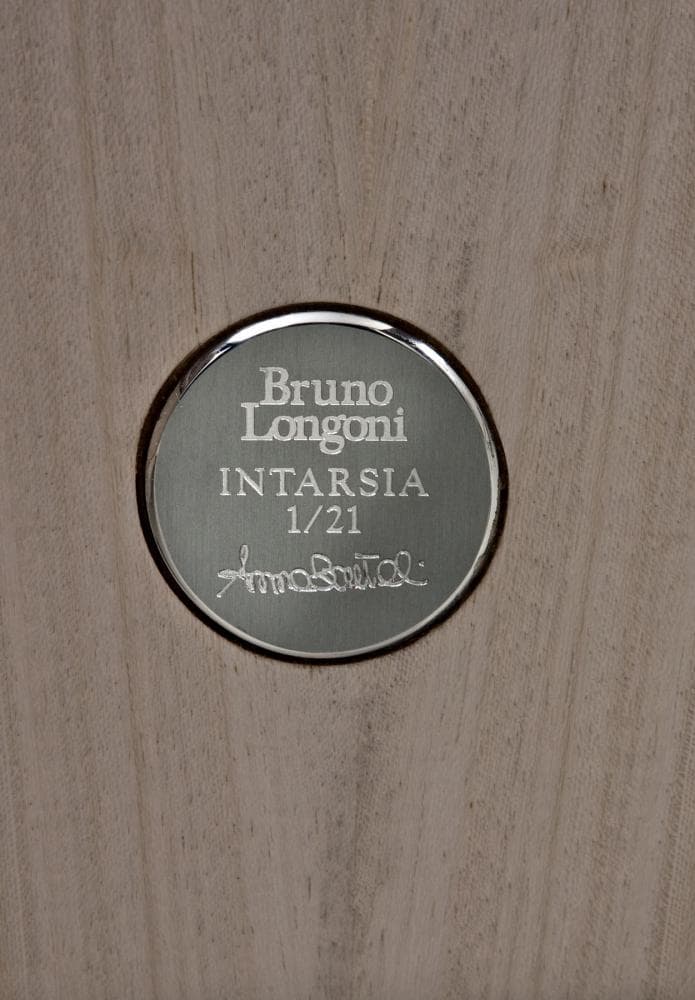 Bruno
Longoni
INTARSIA
1/21